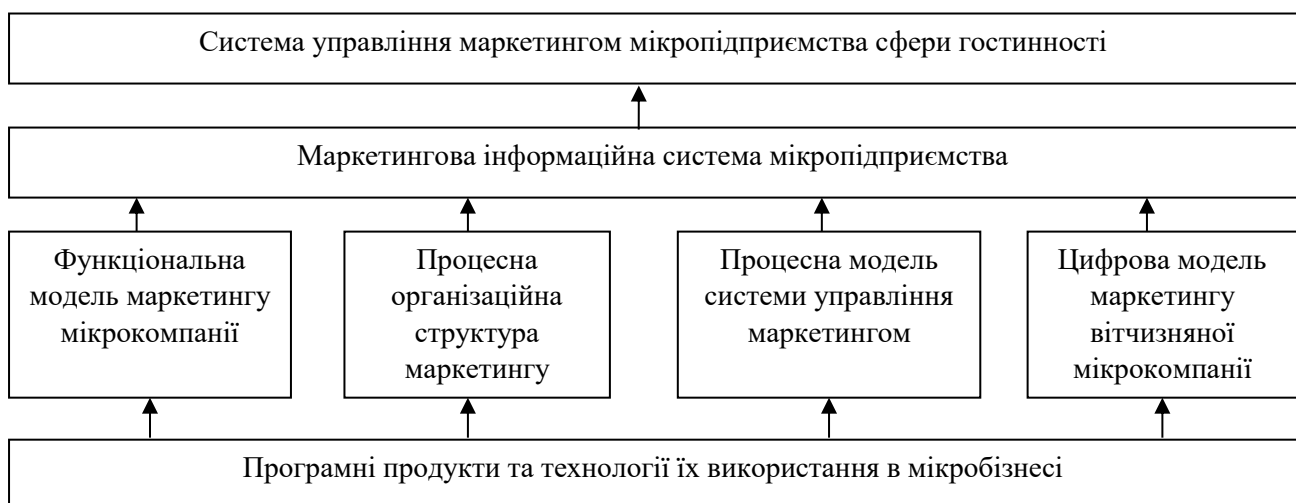 Система управління маркетингом мікропідприємства сфери гостинності
Маркетингова інформаційна система мікропідприємства
Функціональна
модель маркетингу
мікрокомпанії
Процесна
організаційна
структура
маркетингу
Процесна модель
системи управління
маркетингом
Цифрова модель
маркетингу
вітчизняної
мікрокомпанії
Програмні продукти та технології їх використання в мікробізнесі